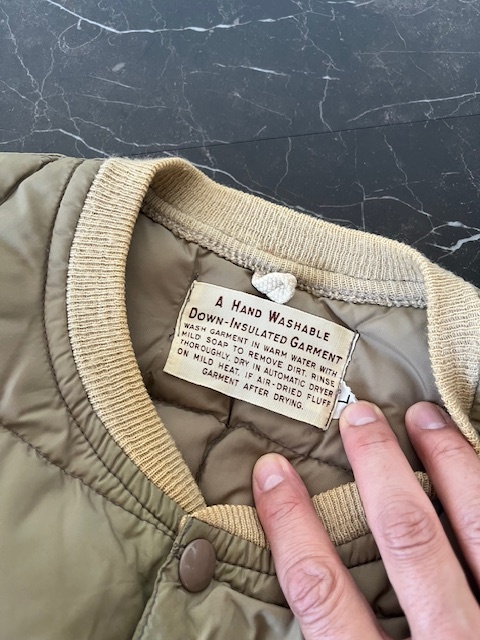 A HAND WASHABLE
DOWN-INSULATED GARMENT
WASH GARMENT IN WARM WATER WITH
MILD SOAP TO REMOVE DIRT. RINSE
THOROUGHLY. DRY IN AUTOMATIC DRYER
ON MILD HEAT. IF AIR-DRIED FLUFF
GARMENT AFTER DRYING.
L